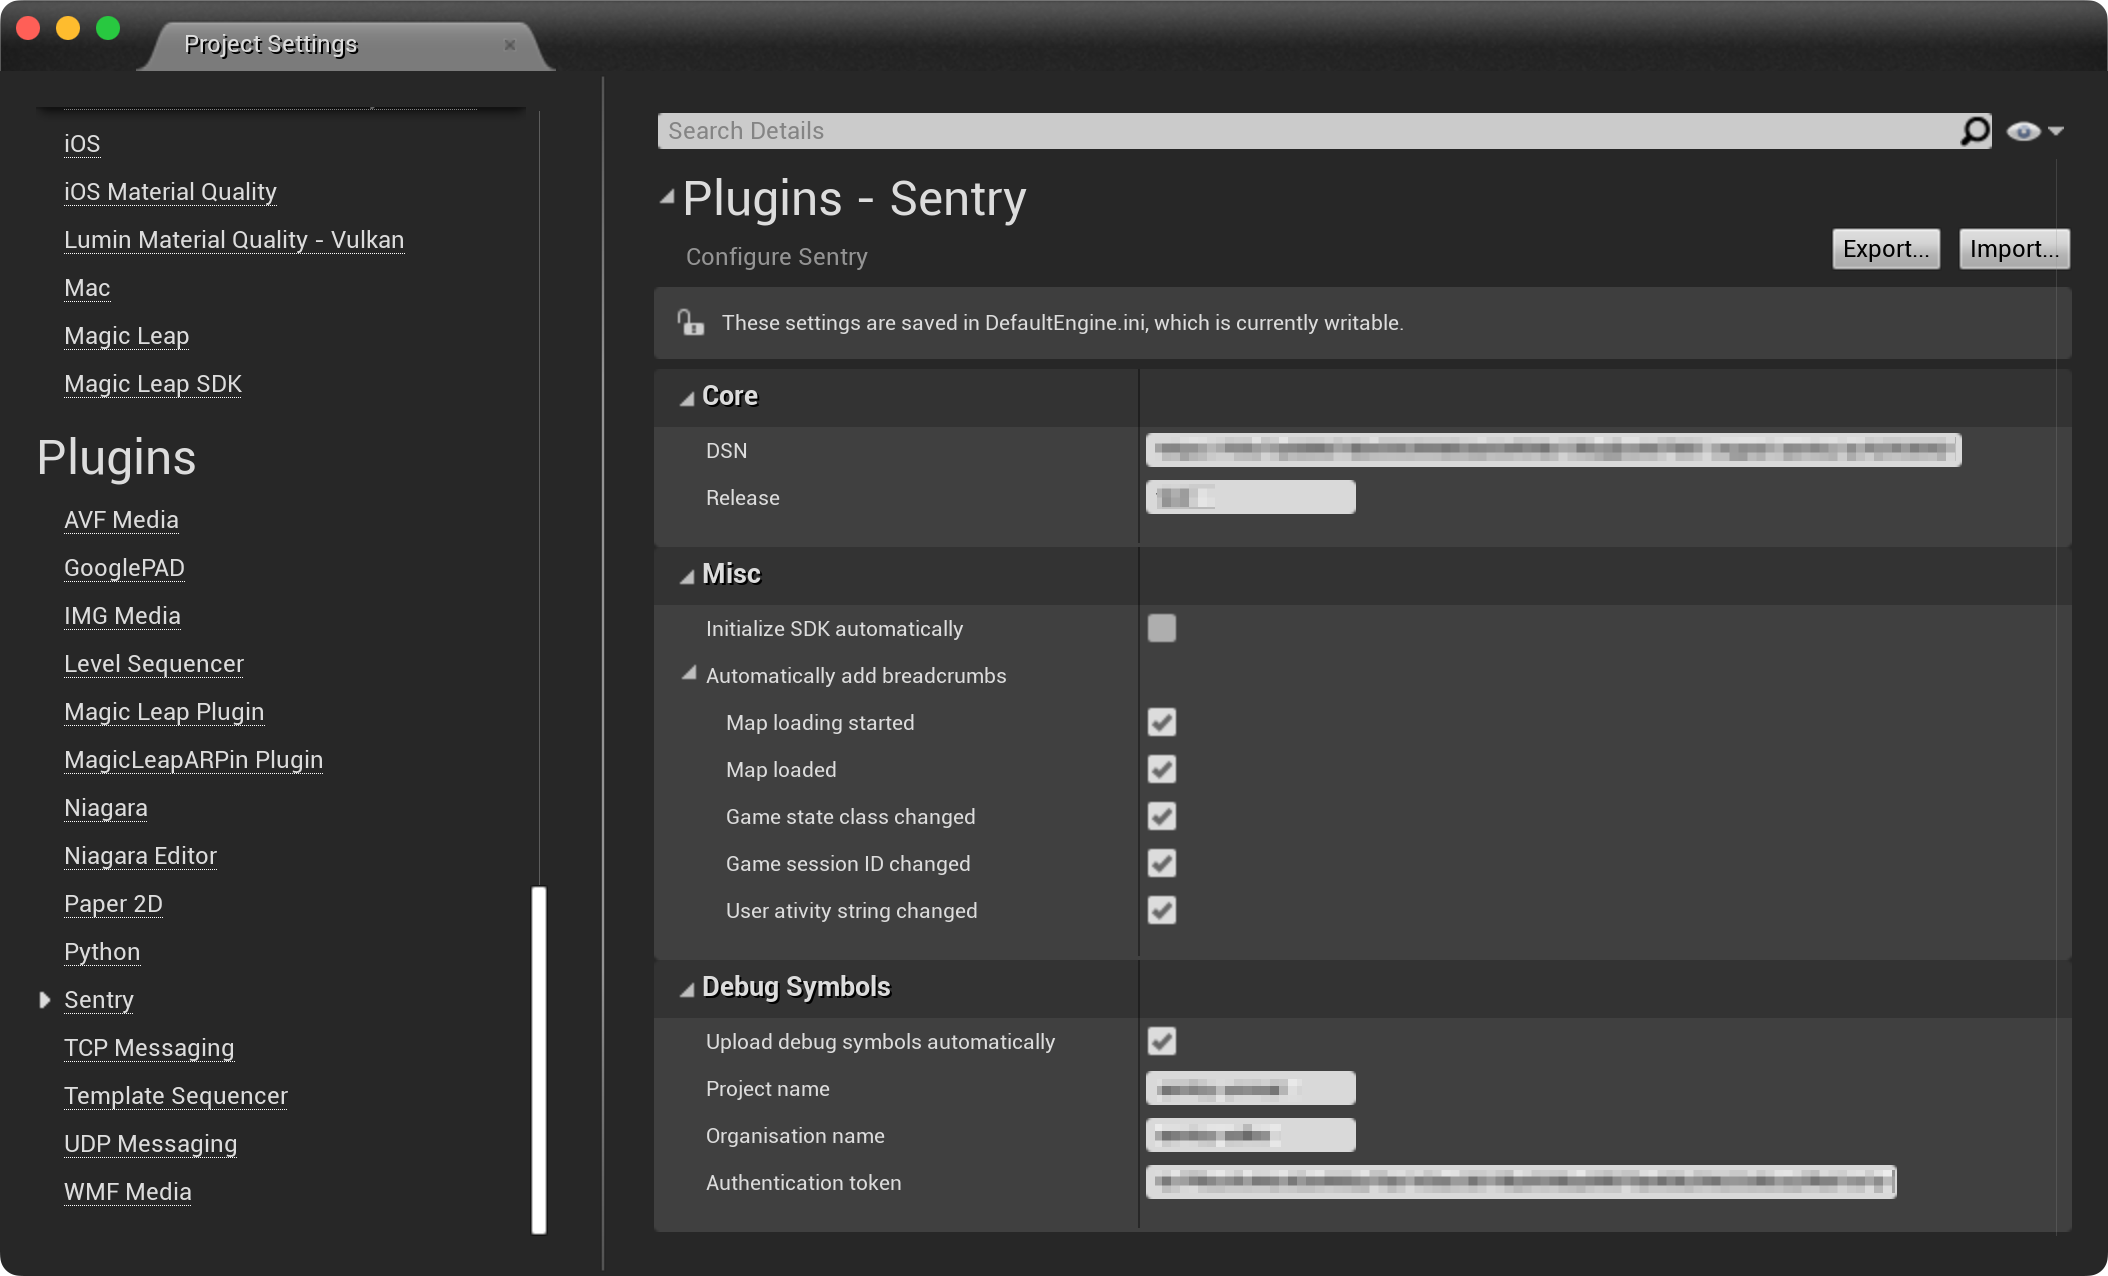 Project Settings
iOS
iOS Material Quality
Lumin Material Quality - Vulkan
Mac
Magic Leap
Magic Leap SDK
Plugins
AVF Media
GooglePAD
IMG Media
Level Sequencer
Magic Leap Plugin
MagicLeapARPin Plugin
Niagara
Niagara Editor
Paper 2D
Python
Sentry
TCP Messaging
Template Sequencer
UDP Messaging
WMF Media
Search Details
Plugins - Sentry
Configure Sentry
Export...
Import...
These settings are saved in DefaultEngine.ini, which is currently writable.
Core
DSN
Release
Misc
Initialize SDK automatically
Automatically add breadcrumbs
Map loading started
Map loaded
Game state class changed
Game session ID changed
User ativity string changed
Debug Symbols
Upload debug symbols automatically
Project name
Organisation name
Authentication token